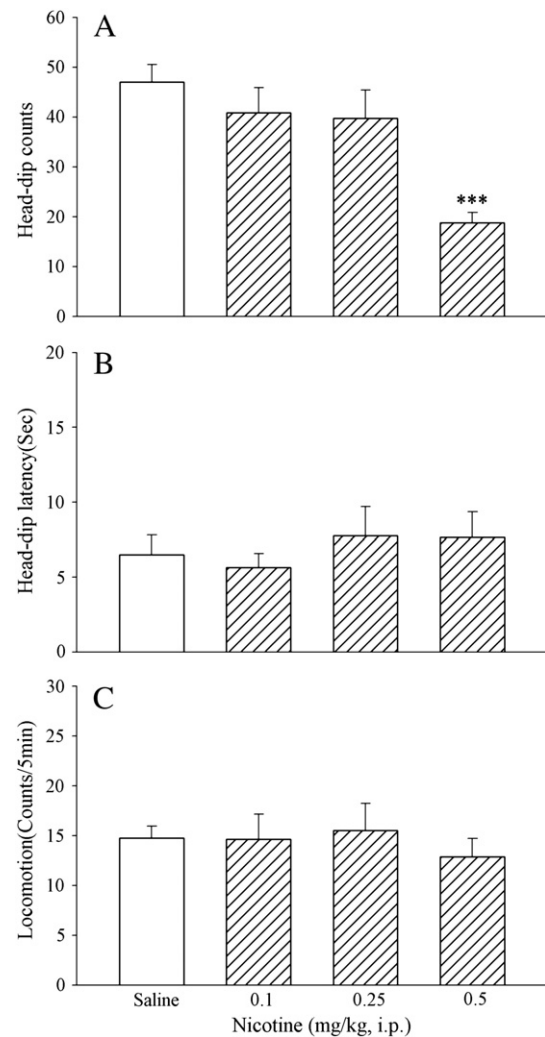 A
60
50
40
30
20
10
0
Head-dip counts
***
B
20
15
10
5
0
Head-dip latency(Sec)
C
30
25
20
15
10
5
0
Locomotion(Counts/5min)
Saline 0.1 0.25 0.5
Nicotine (mg/kg, i.p.)